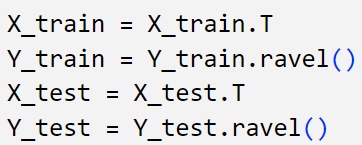 X_train = X_train.T
Y_train = Y_train.ravel()
X_test = X_test.T
Y_test = Y_test.ravel()